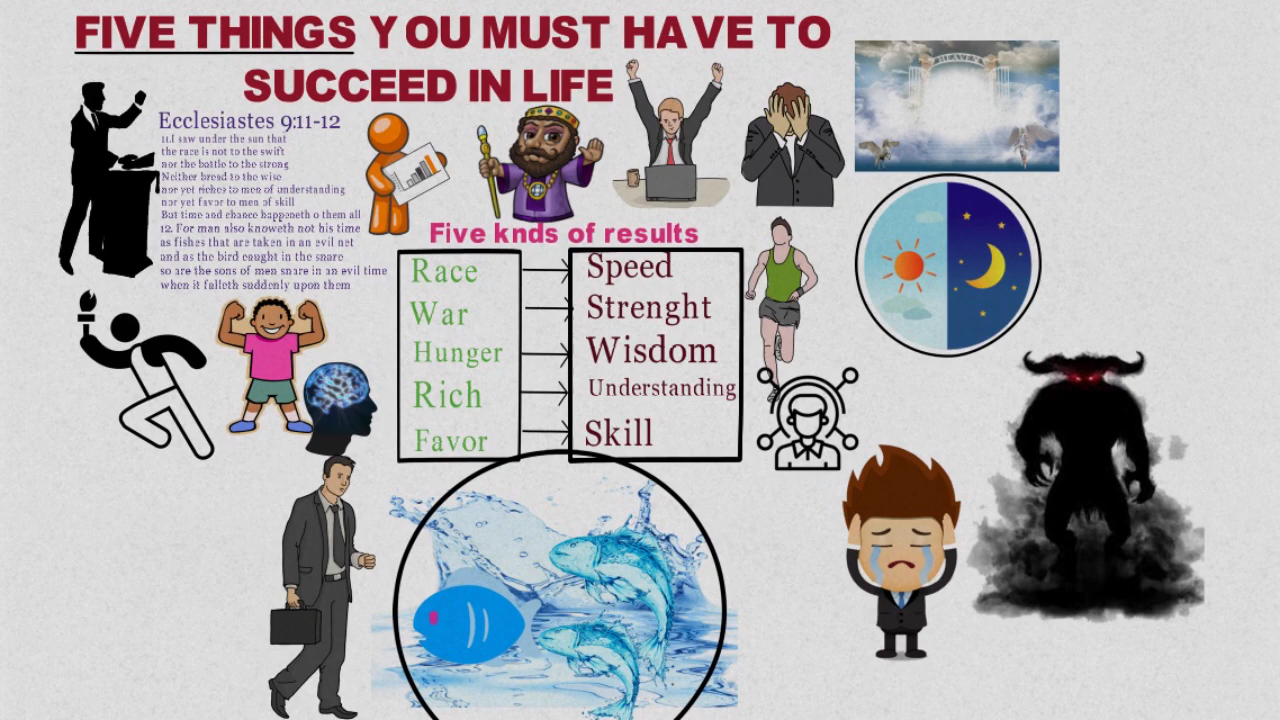 FIVE THINGS YOU MUST HAVE TO
SUCCEED IN LIFE
HEAVEN
Ecclesiastes 9:11-12
11.I saw under the sun that
the race is not to the swift
nor the battle to the strong
Neither bread to the wise
nor yet riches to men of understanding
nor yet favor to men of skill
But time and chance happeneth o them all
12. For man also knoweth not his time
as fishes that are taken in an evil net
and as the bird caught in the snare
so are the sons of men snare in an evil time
when it falleth suddenly upon them
Five knds of results
Race
Speed
War
Strenght
Hunger
Wisdom
Rich
Understanding
Favor
Skill